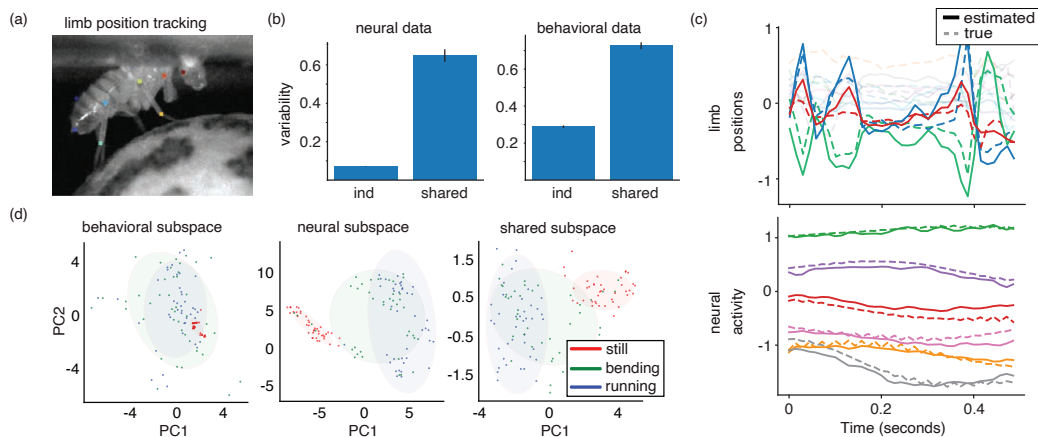 (a)
limb position tracking
(b)
neural data
variability
0.6
0.4
0.2
ind
shared
behavioral data
0.6
0.4
0.2
ind
shared
(c)
estimated
true
limb
positions
1
0
-1
neural
activity
1
0
-1
0
0.2
0.4
Time (seconds)
(d)
behavioral subspace
PC2
4
0
-4
-4
0
4
PC1
neural subspace
10
5
0
-5
-5
0
5
PC1
shared subspace
1.5
0.5
-0.5
-1.5
-4
-2
0
2
4
PC1
still
bending
running